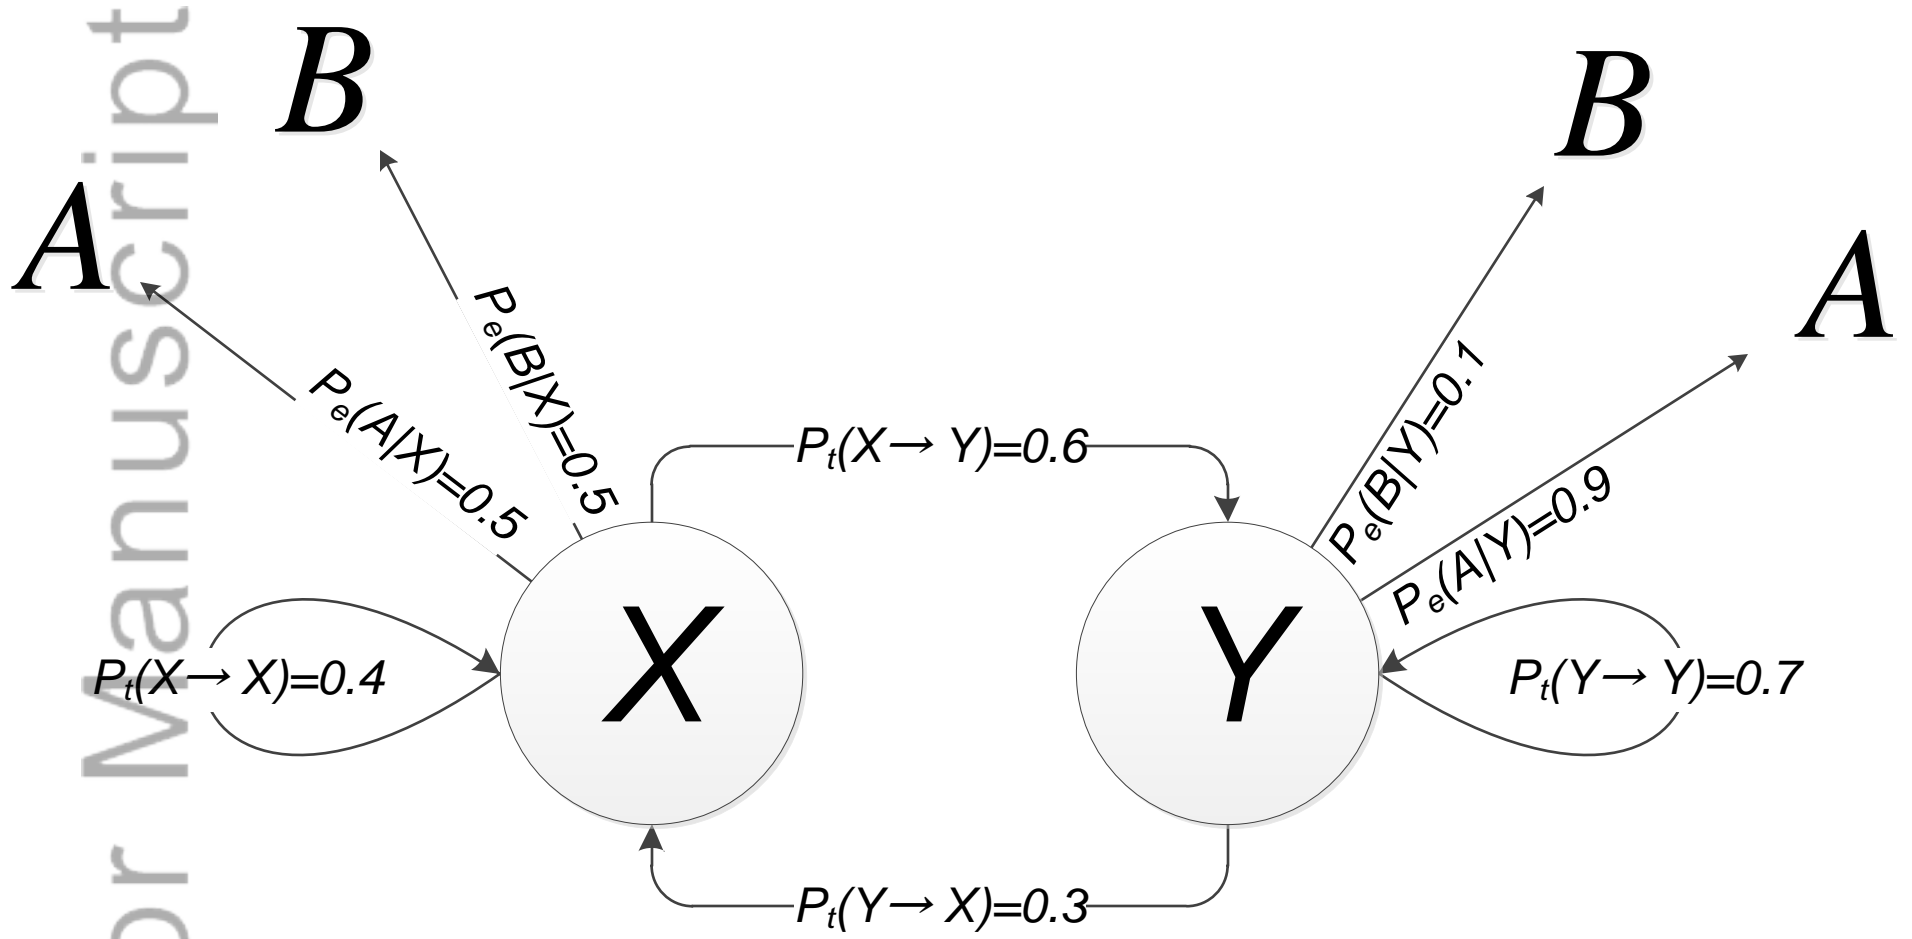 or Manuscript
B
B
A
A
Pₑ(B|X)=0.5
Pₑ(A|X)=0.5
Pₑ(B|Y)=0.1
Pₑ(A|Y)=0.9
Pₜ(X→ Y)=0.6
X
Y
Pₜ(X→ X)=0.4
Pₜ(Y→ Y)=0.7
Pₜ(Y→ X)=0.3